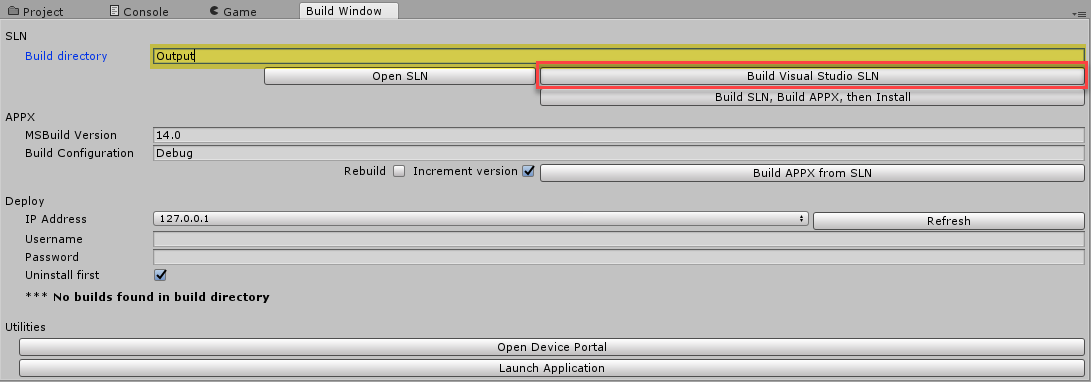 Project Console Game Build Window
SLN
Build directory Output
Open SLN Build Visual Studio SLN
Build SLN, Build APPX, then Install
APPX
MSBuild Version 14.0
Build Configuration Debug
Rebuild Increment version Build APPX from SLN
Deploy
IP Address 127.0.0.1 Refresh
Username
Password
Uninstall first
*** No builds found in build directory
Utilities
Open Device Portal
Launch Application